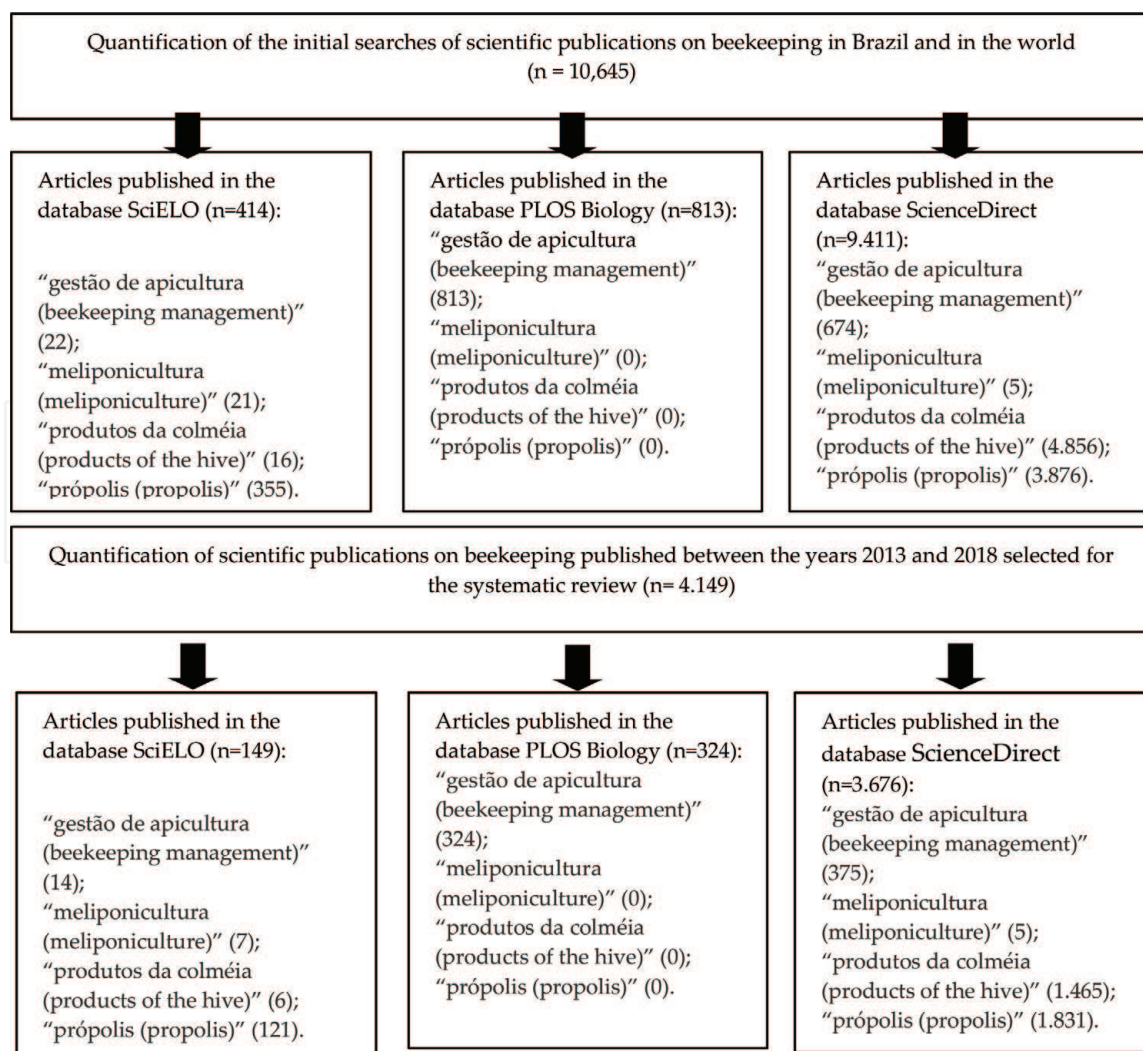 Quantification of the initial searches of scientific publications on beekeeping in Brazil and in the world
(n = 10,645)
Articles published in the
database SciELO (n=414):
“gestão de apicultura
(beekeeping management)”
(22);
“meliponicultura
(meliponiculture)” (21);
“produtos da colméia
(products of the hive)” (16);
“própolis (propolis)” (355).
Articles published in the
database PLOS Biology (n=813):
“gestão de apicultura
(beekeeping management)”
(813);
“meliponicultura
(meliponiculture)” (0);
“produtos da colméia
(products of the hive)” (0);
“própolis (propolis)” (0).
Articles published in the
database ScienceDirect
(n=9.411):
“gestão de apicultura
(beekeeping management)”
(674);
“meliponicultura
(meliponiculture)” (5);
“produtos da colméia
(products of the hive)” (4.856);
“própolis (propolis)” (3.876).
Quantification of scientific publications on beekeeping published between the years 2013 and 2018 selected for
the systematic review (n= 4.149)
Articles published in the
database SciELO (n=149):
“gestão de apicultura
(beekeeping management)”
(14);
“meliponicultura
(meliponiculture)” (7);
“produtos da colméia
(products of the hive)” (6);
“própolis (propolis)” (121).
Articles published in the
database PLOS Biology (n=324):
“gestão de apicultura
(beekeeping management)”
(324);
“meliponicultura
(meliponiculture)” (0);
“produtos da colméia
(products of the hive)” (0);
“própolis (propolis)” (0).
Articles published in the
database ScienceDirect
(n=3.676):
“gestão de apicultura
(beekeeping management)”
(375);
“meliponicultura
(meliponiculture)” (5);
“produtos da colméia
(products of the hive)” (1.465);
“própolis (propolis)” (1.831).